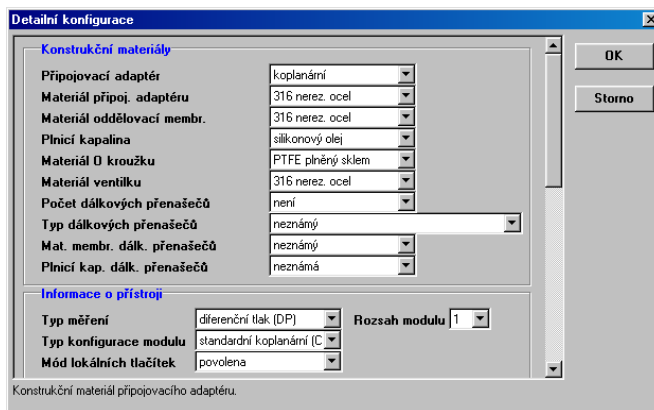 Detailní konfigurace
Konstrukční materiály
Připojovací adaptér koplanární
Materiál připoj. adaptéru 316 nerez. ocel
Materiál oddělovací membr. 316 nerez. ocel
Plnicí kapalina silikonový olej
Materiál O kroužku PTFE plněný sklem
Materiál ventilku 316 nerez. ocel
Počet dálkových přenašečů není
Typ dálkových přenašečů neznámý
Mat. membr. dálk. přenašečů neznámý
Plnicí kap. dálk. přenašečů neznámá
Informace o přístroji
Typ měření diferenční tlak (DP) Rozsah modulu 1
Typ konfigurace modulu standardní koplanární (C
Mód lokálních tlačítek povolena
OK
Storno
Konstrukční materiál připojovacího adaptéru.